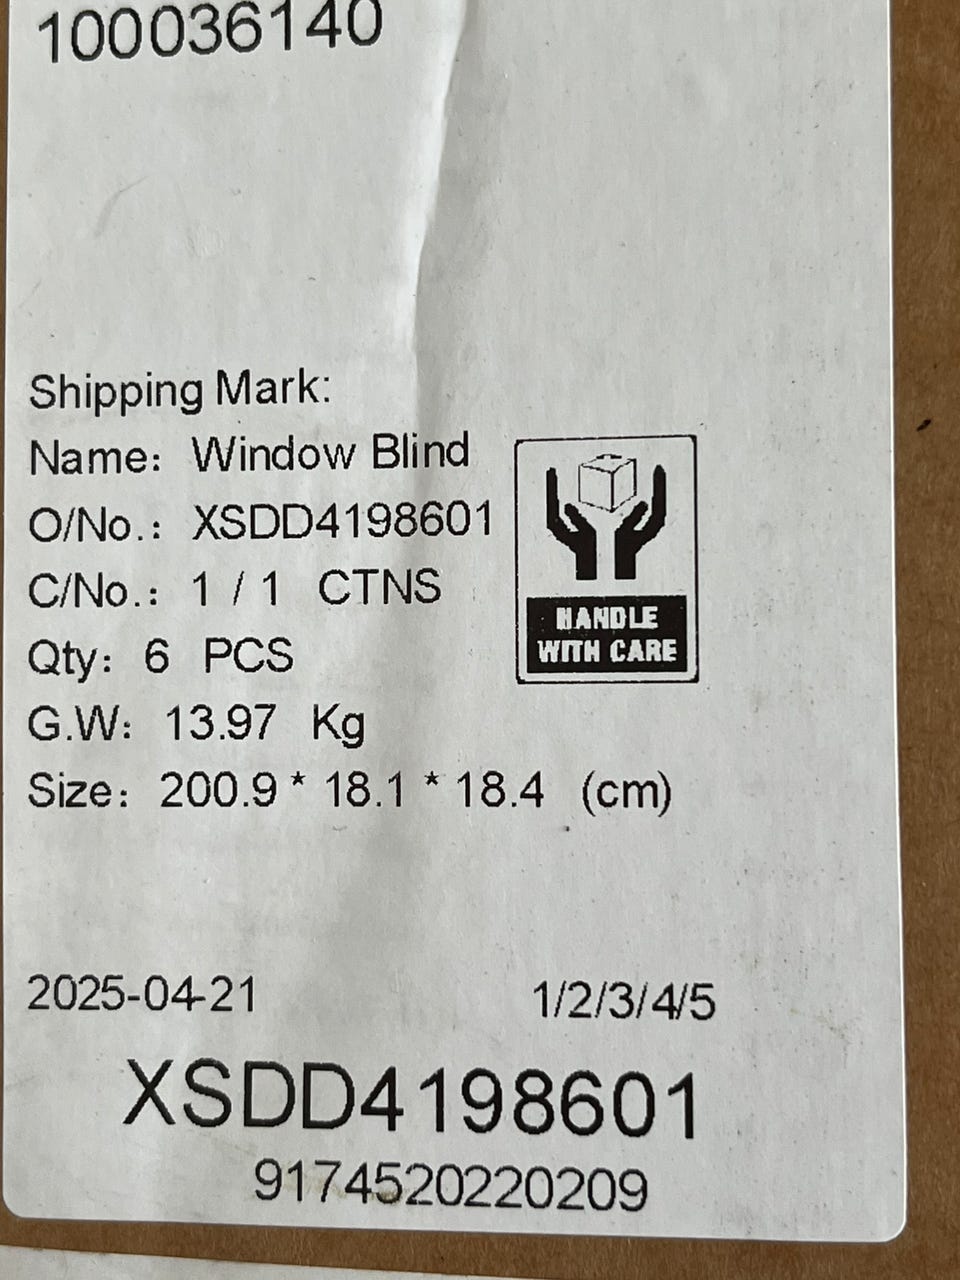 100036140
Shipping Mark:
Name: Window Blind
O/No.: XSDD4198601
C/No.: 1 / 1 CTNS
Qty: 6 PCS
G.W: 13.97 Kg
Size: 200.9 * 18.1 * 18.4 (cm)
HANDLE
WITH CARE
2025-04-21 1/2/3/4/5
XSDD4198601
9174520220209